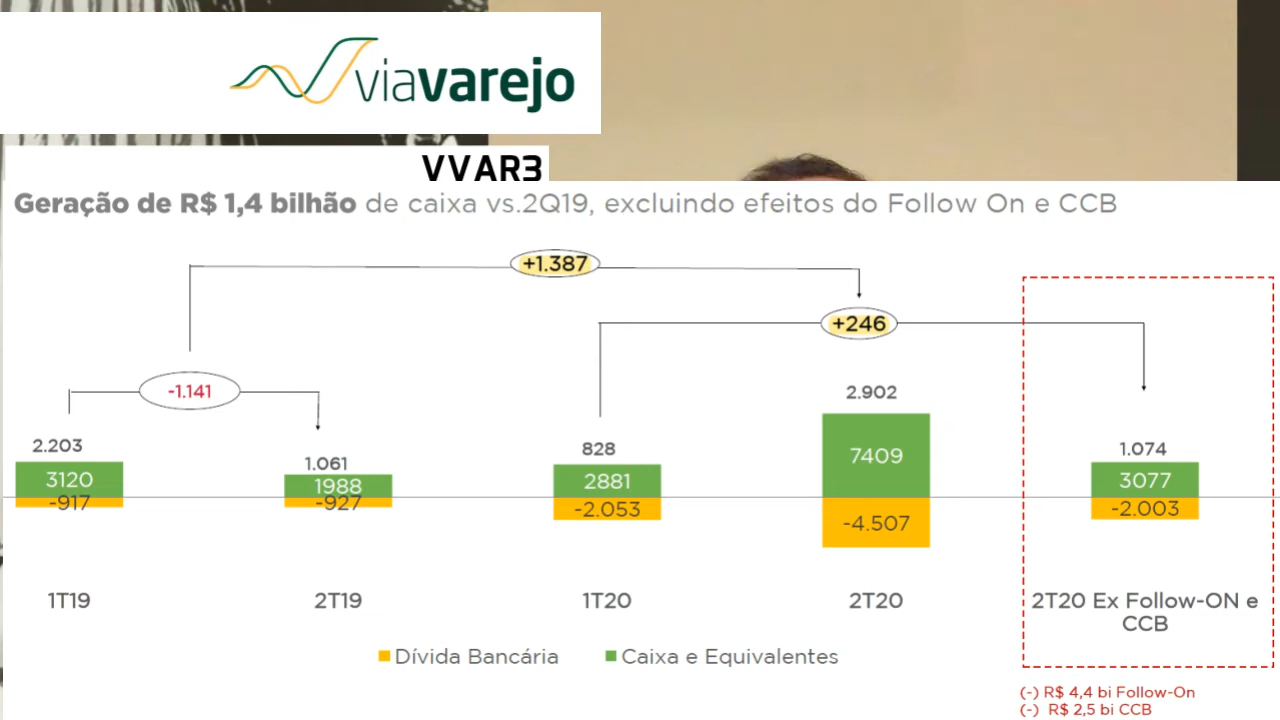 viavarejo
VVAR3
Geração de R$ 1,4 bilhão de caixa vs.2Q19, excluindo efeitos do Follow On e CCB
+1.387
+246
-1.141
2.203
1.061
828
2.902
1.074
3120
1988
2881
7409
3077
-917
-927
-2.053
-4.507
-2.003
1T19
2T19
1T20
2T20
2T20 Ex Follow-ON e
CCB
Dívida Bancária
Caixa e Equivalentes
(-) R$ 4,4 bi Follow-On
(-) R$ 2,5 bi CCB